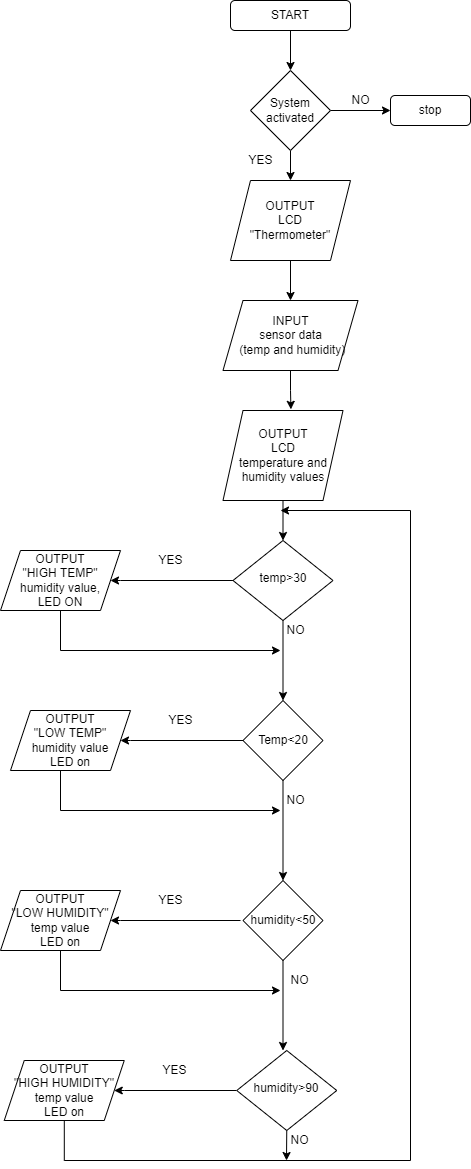 START
System
activated
NO
stop
YES
OUTPUT
LCD
"Thermometer"
INPUT
sensor data
(temp and humidity)
OUTPUT
LCD
temperature and
humidity values
temp>30
YES
OUTPUT
"HIGH TEMP"
humidity value,
LED ON
NO
Temp<20
YES
OUTPUT
"LOW TEMP"
humidity value
LED on
NO
humidity<50
YES
OUTPUT
"LOW HUMIDITY"
temp value
LED on
NO
humidity>90
YES
OUTPUT
"HIGH HUMIDITY"
temp value
LED on
NO